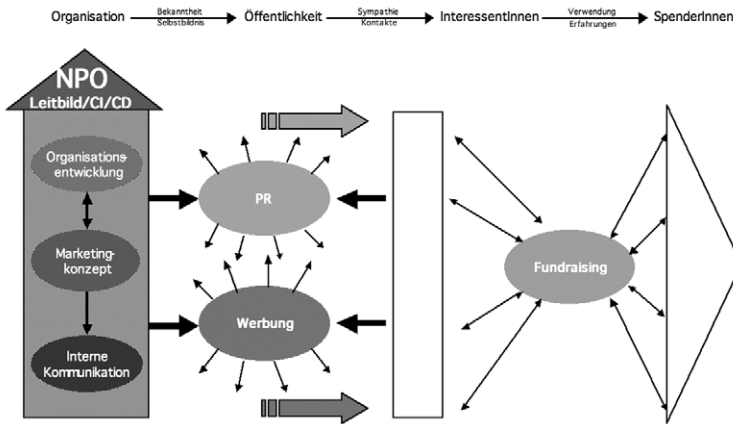 Organisation
Bekanntheit
Selbstbildnis
Öffentlichkeit
Sympathie
Kontakte
InteressentInnen
Verwendung
Erfahrungen
SpenderInnen
NPO
Leitbild/CI/CD
Organisations-
entwicklung
Marketing-
konzept
Interne
Kommunikation
PR
Werbung
Fundraising